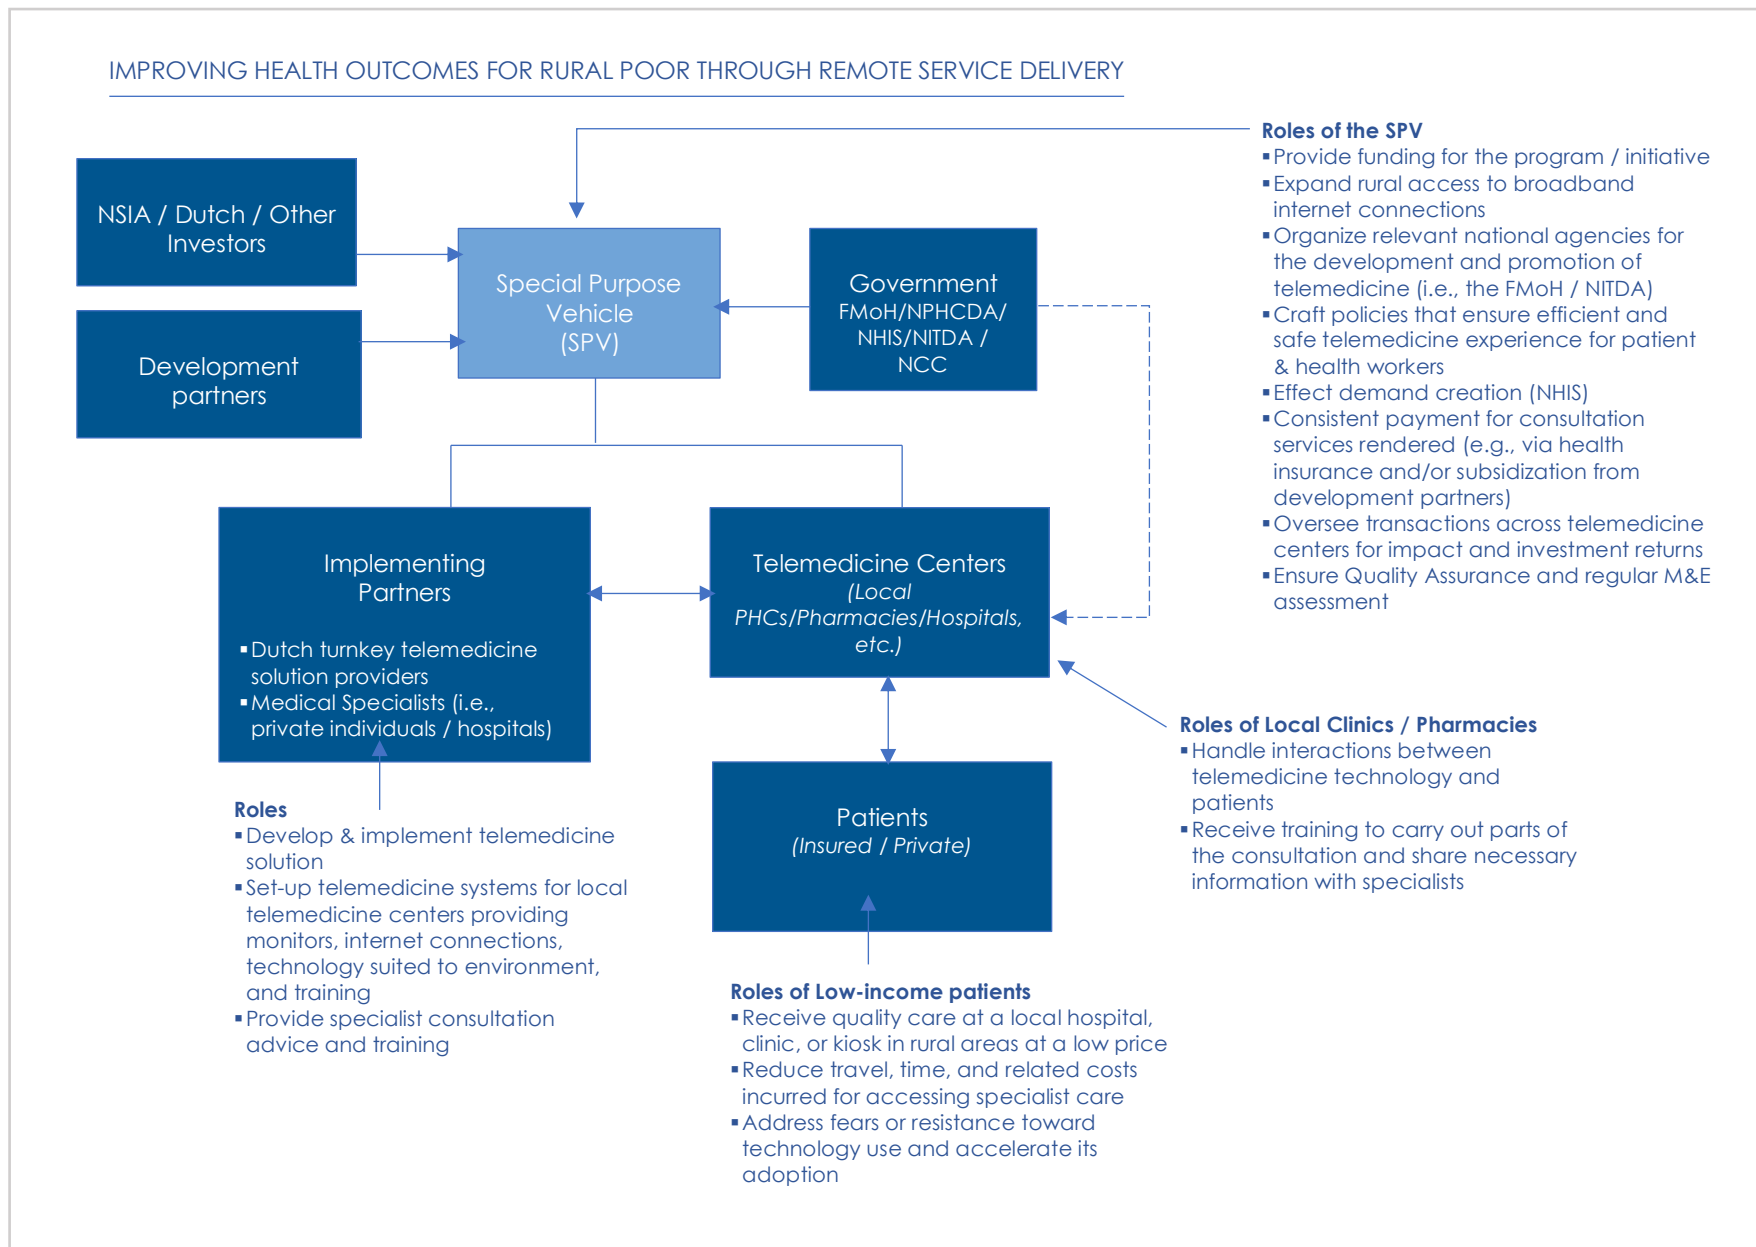 IMPROVING HEALTH OUTCOMES FOR RURAL POOR THROUGH REMOTE SERVICE DELIVERY
NSIA / Dutch / Other
Investors
Development
partners
Special Purpose
Vehicle
(SPV)
Government
FMoH/NPHCDA/
NHIS/NITDA /
NCC
Roles of the SPV
▪Provide funding for the program / initiative
▪Expand rural access to broadband
internet connections
▪Organize relevant national agencies for
the development and promotion of
telemedicine (i.e., the FMoH / NITDA)
▪Craft policies that ensure efficient and
safe telemedicine experience for patient
& health workers
▪Effect demand creation (NHIS)
▪Consistent payment for consultation
services rendered (e.g., via health
insurance and/or subsidization from
development partners)
▪Oversee transactions across telemedicine
centers for impact and investment returns
▪Ensure Quality Assurance and regular M&E
assessment
Implementing
Partners
▪Dutch turnkey telemedicine
solution providers
▪Medical Specialists (i.e.,
private individuals / hospitals)
Telemedicine Centers
(Local
PHCs/Pharmacies/Hospitals,
etc.)
Roles of Local Clinics / Pharmacies
▪Handle interactions between
telemedicine technology and
patients
▪Receive training to carry out parts of
the consultation and share necessary
information with specialists
Patients
(Insured / Private)
Roles
▪Develop & implement telemedicine
solution
▪Set-up telemedicine systems for local
telemedicine centers providing
monitors, internet connections,
technology suited to environment,
and training
▪Provide specialist consultation
advice and training
Roles of Low-income patients
▪Receive quality care at a local hospital,
clinic, or kiosk in rural areas at a low price
▪Reduce travel, time, and related costs
incurred for accessing specialist care
▪Address fears or resistance toward
technology use and accelerate its
adoption